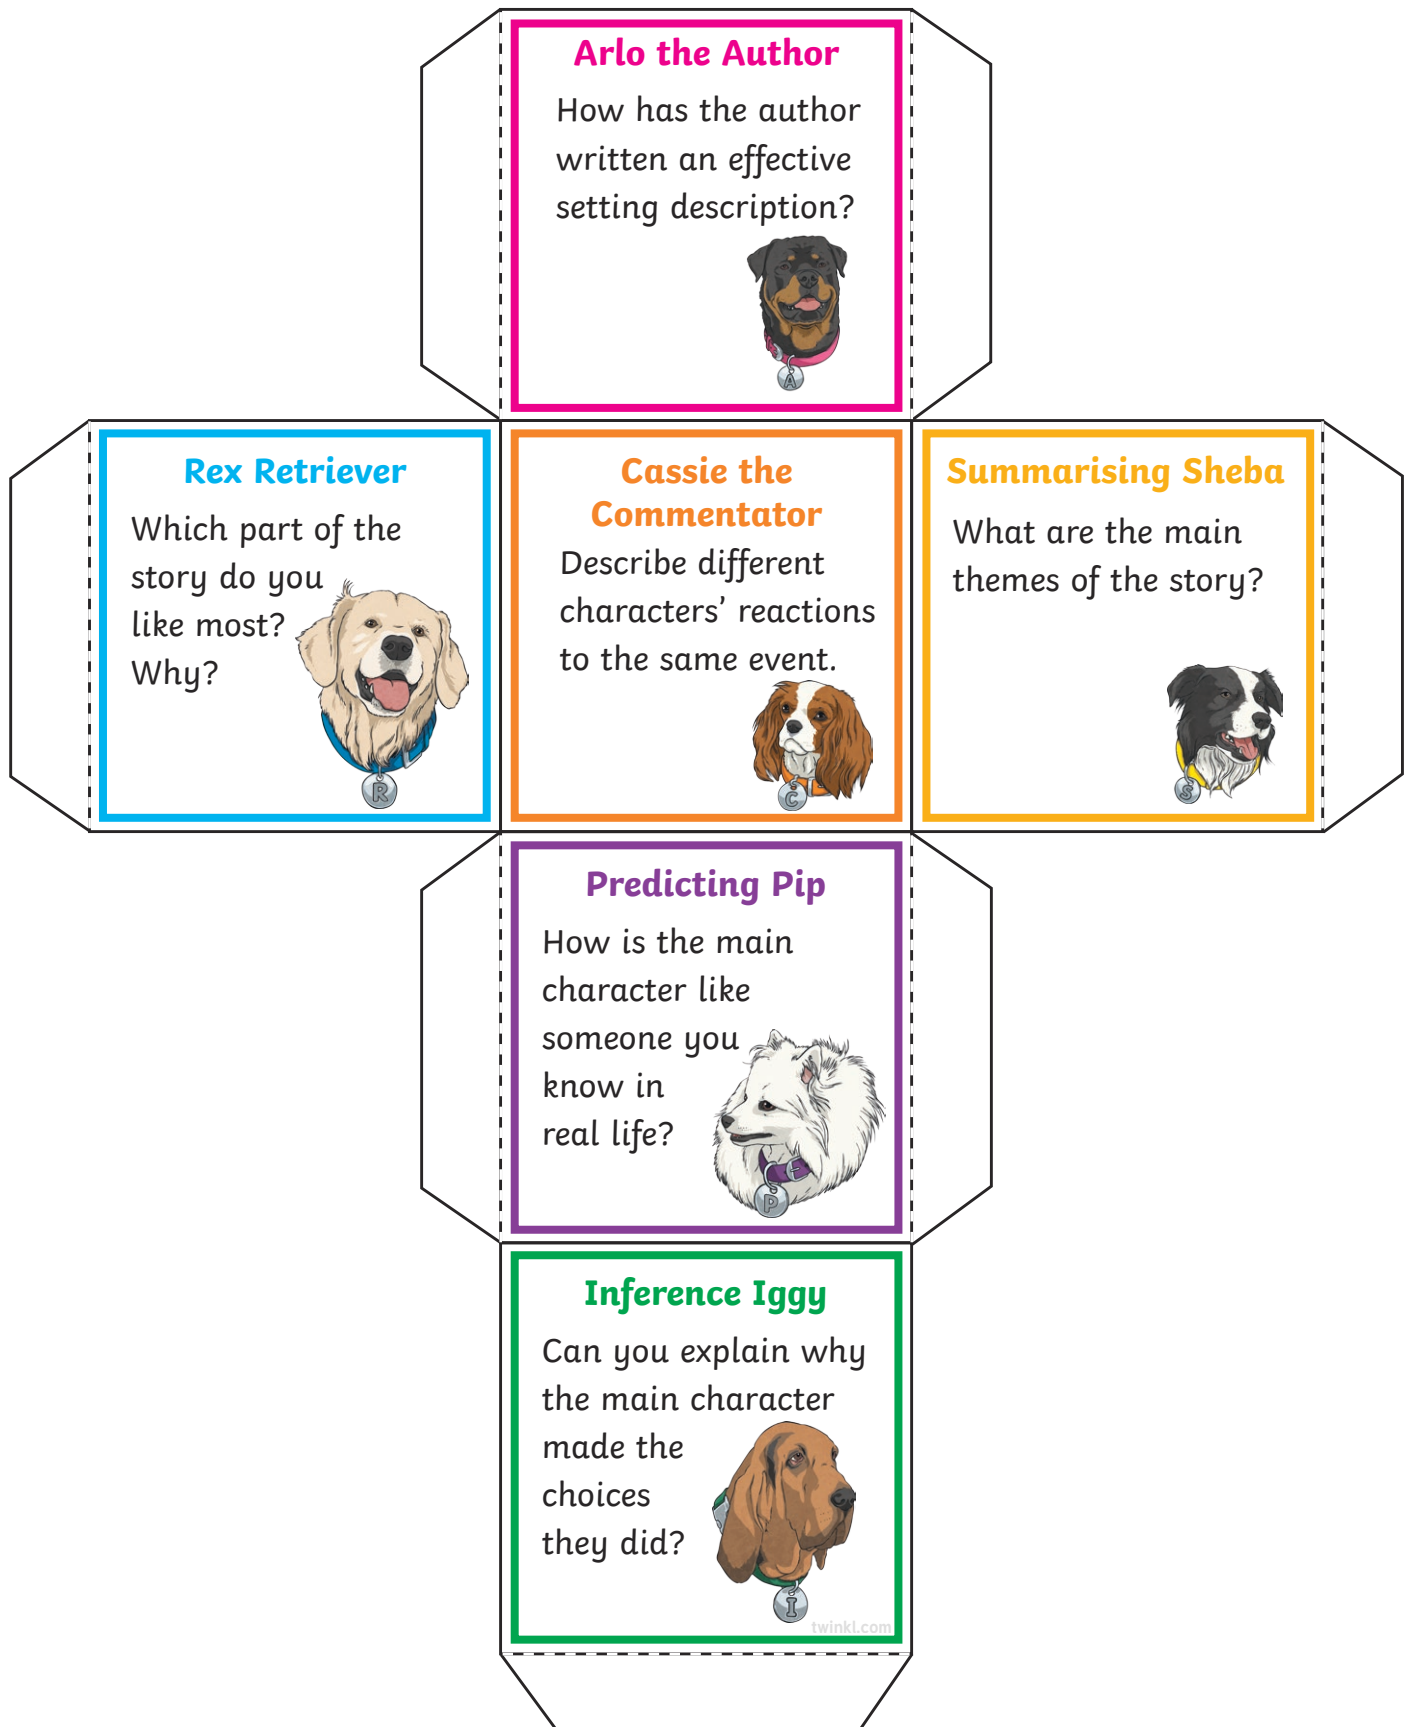 Arlo the Author
How has the author
written an effective
setting description?
A
Rex Retriever
Which part of the
story do you
like most?
Why?
R
Cassie the
Commentator
Describe different
characters’ reactions
to the same event.
C
Summarising Sheba
What are the main
themes of the story?
S
Predicting Pip
How is the main
character like
someone you
know in
real life?
P
Inference Iggy
Can you explain why
the main character
made the
choices
they did?
I
twinkl.com